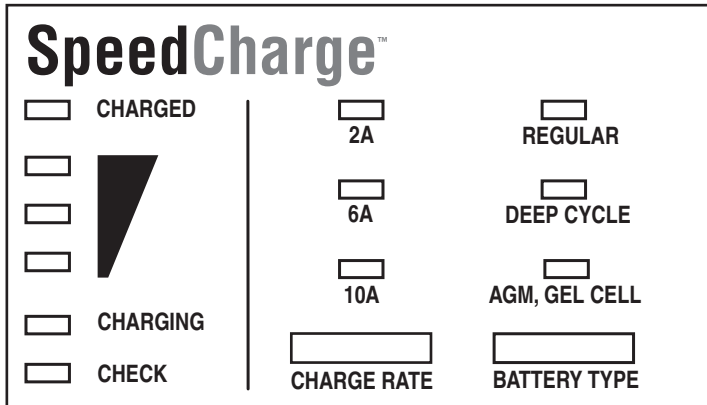 SpeedCharge™
CHARGED
CHARGING
CHECK
2A
6A
10A
CHARGE RATE
REGULAR
DEEP CYCLE
AGM, GEL CELL
BATTERY TYPE